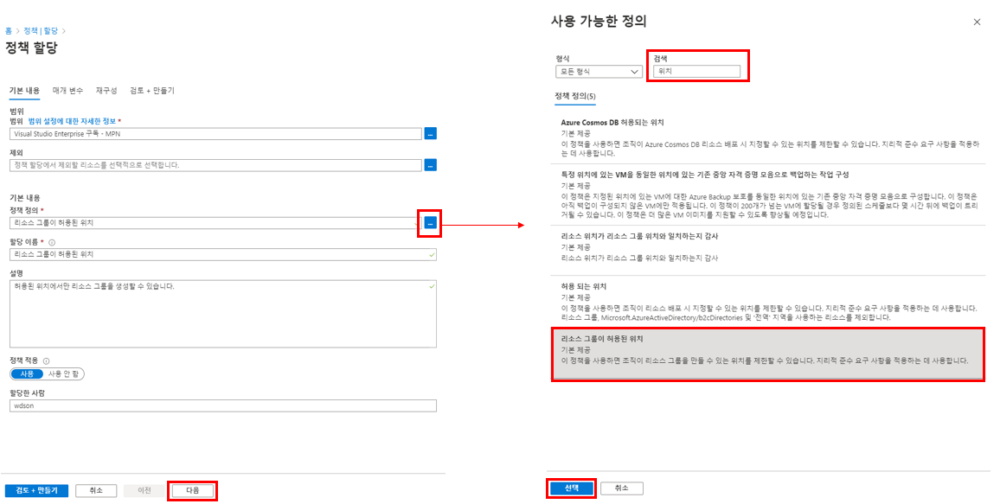 홈 > 정책 | 할당 >
정책 할당
기본 내용 매개 변수 재구성 검토 + 만들기
범위
범위 범위 설정에 대한 자세한 정보 *
Visual Studio Enterprise 구독 - MPN
...
제외
정책 할당에서 제외할 리소스를 선택적으로 선택합니다.
...
기본 내용
정책 정의 *
리소스 그룹이 허용된 위치
...
할당 이름 *
리소스 그룹이 허용된 위치
설명
허용된 위치에서만 리소스 그룹을 생성할 수 있습니다.
정책 적용
사용 사용 안 함
할당한 사람
wdson
검토 + 만들기 취소 이전 다음
사용 가능한 정의
형식
모든 형식
검색
위치
정책 정의(5)
Azure Cosmos DB 허용되는 위치
기본 제공
이 정책을 사용하면 조직이 Azure Cosmos DB 리소스 배포 시 지정할 수 있는 위치를 제한할 수 있습니다. 지리적 준수 요구 사항을 적용하
는 데 사용합니다.
특정 위치에 있는 VM을 동일한 위치에 있는 기존 중앙 자격 증명 모음으로 백업하는 작업 구성
기본 제공
이 정책은 지정된 위치에 있는 VM에 대한 Azure Backup 보호를 동일한 위치에 있는 기존 중앙 자격 증명 모음으로 구성합니다. 이 정책은
아직 백업이 구성되지 않은 VM에만 적용됩니다. 이 정책이 200개가 넘는 VM에 할당될 경우 정의된 스케줄보다 몇 시간 뒤에 백업이 트리
거될 수 있습니다. 이 정책은 더 많은 VM 이미지를 지원할 수 있도록 향상될 예정입니다.
리소스 위치가 리소스 그룹 위치와 일치하는지 감사
기본 제공
리소스 위치가 리소스 그룹 위치와 일치하는지 감사
허용 되는 위치
기본 제공
이 정책을 사용하면 조직이 리소스 배포 시 지정할 수 있는 위치를 제한할 수 있습니다. 지리적 준수 요구 사항을 적용하는 데 사용합니다.
리소스 그룹, Microsoft.AzureActiveDirectory/b2cDirectories 및 '전역' 지역을 사용하는 리소스를 제외합니다.
리소스 그룹이 허용된 위치
기본 제공
이 정책을 사용하면 조직이 리소스 그룹을 만들 수 있는 위치를 제한할 수 있습니다. 지리적 준수 요구 사항을 적용하는 데 사용합니다.
선택 취소